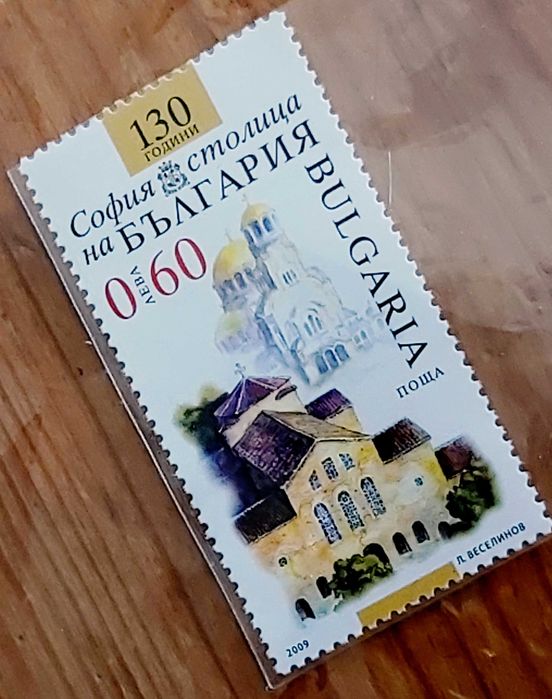 130
ГОДИНИ
София столица
на БЪЛГАРИЯ
0.60
ЛЕВА
BULGARIA
ПОЩА
Л. ВЕСЕЛИНОВ
2009